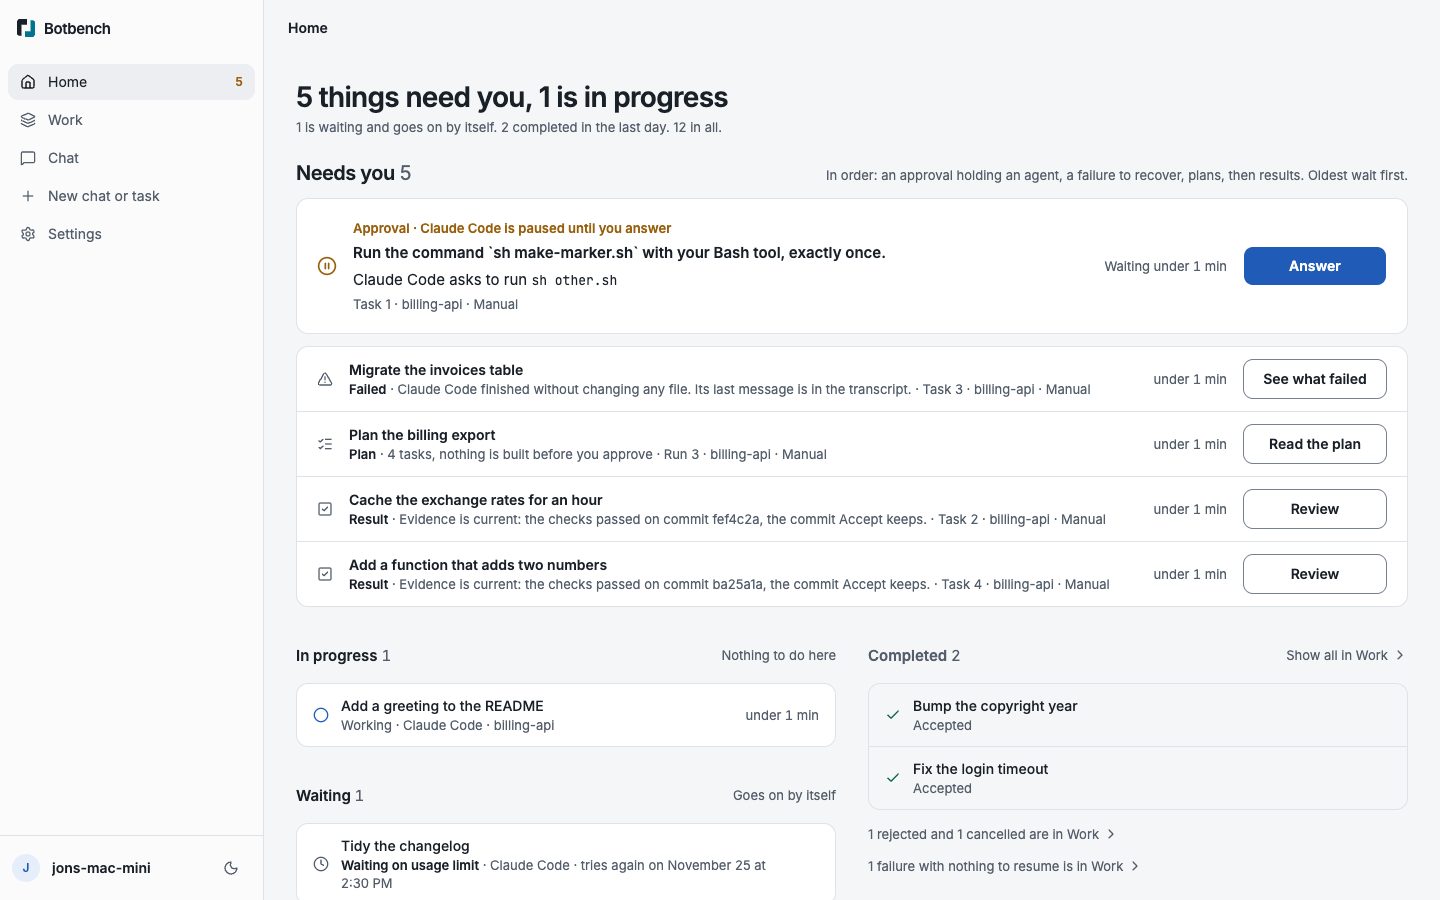 Botbench
Home 5
Work
Chat
New chat or task
Settings
J jons-mac-mini
Home
5 things need you, 1 is in progress
1 is waiting and goes on by itself. 2 completed in the last day. 12 in all.
Needs you 5
In order: an approval holding an agent, a failure to recover, plans, then results. Oldest wait first.
Approval · Claude Code is paused until you answer
Run the command `sh make-marker.sh` with your Bash tool, exactly once.
Claude Code asks to run sh other.sh
Task 1 · billing-api · Manual
Waiting under 1 min
Answer
Migrate the invoices table
Failed · Claude Code finished without changing any file. Its last message is in the transcript. · Task 3 · billing-api · Manual
under 1 min
See what failed
Plan the billing export
Plan · 4 tasks, nothing is built before you approve · Run 3 · billing-api · Manual
under 1 min
Read the plan
Cache the exchange rates for an hour
Result · Evidence is current: the checks passed on commit fef4c2a, the commit Accept keeps. · Task 2 · billing-api · Manual
under 1 min
Review
Add a function that adds two numbers
Result · Evidence is current: the checks passed on commit ba25a1a, the commit Accept keeps. · Task 4 · billing-api · Manual
under 1 min
Review
In progress 1
Nothing to do here
Add a greeting to the README
Working · Claude Code · billing-api
under 1 min
Waiting 1
Goes on by itself
Tidy the changelog
Waiting on usage limit · Claude Code · tries again on November 25 at
2:30 PM
Completed 2
Show all in Work
Bump the copyright year
Accepted
Fix the login timeout
Accepted
1 rejected and 1 cancelled are in Work
1 failure with nothing to resume is in Work